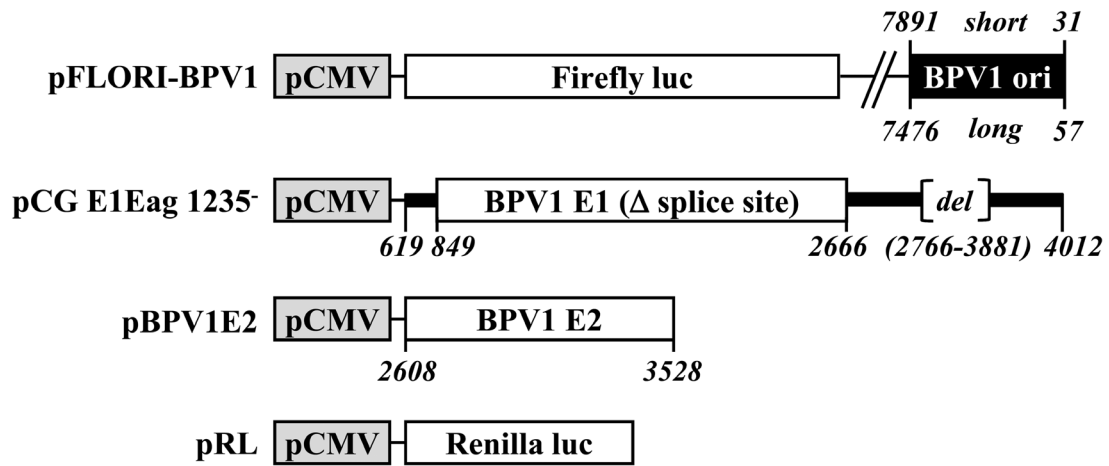 7891 short 31
pFLORI-BPV1 pCMV Firefly luc BPV1 ori
7476 long 57
pCG E1Eag 1235- pCMV BPV1 E1 (Δ splice site) del
619 849 2666 (2766-3881) 4012
pBPV1E2 pCMV BPV1 E2
2608 3528
pRL pCMV Renilla luc